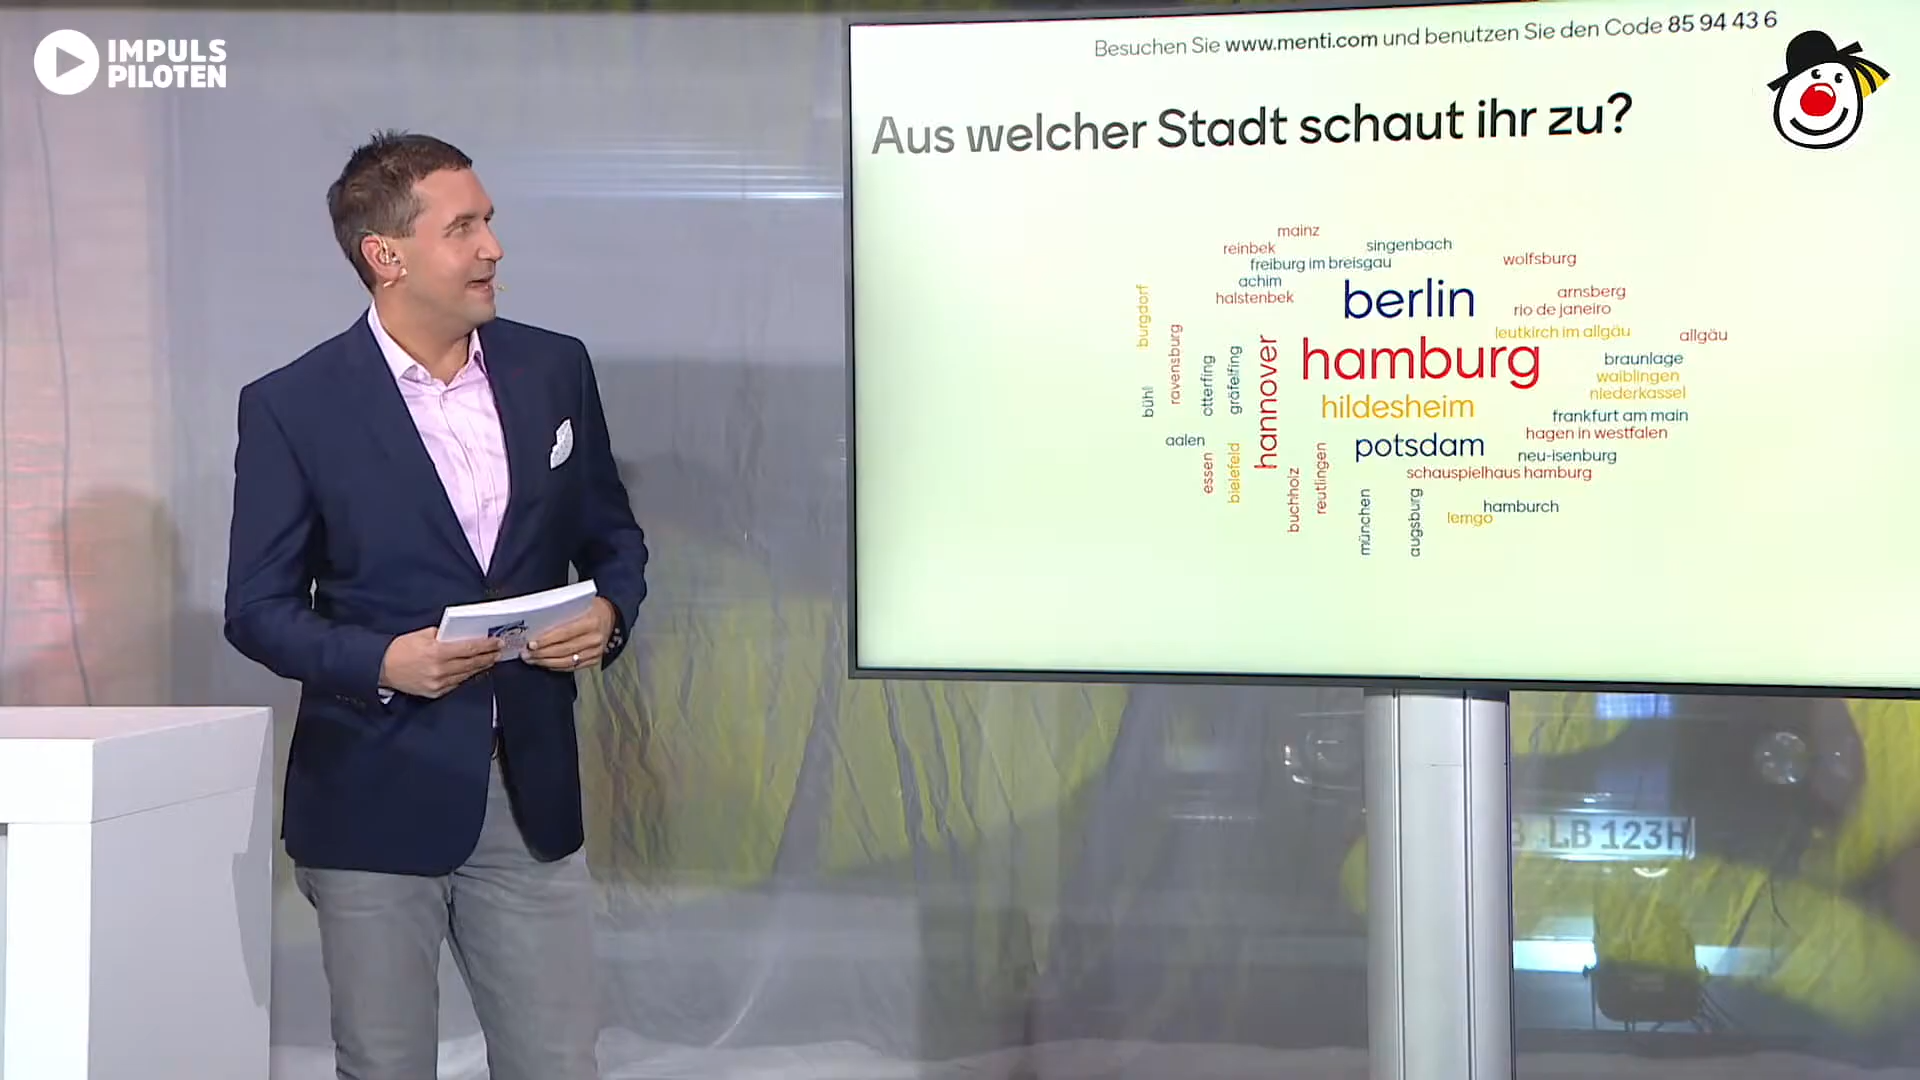 IMPULS
PILOTEN
Besuchen Sie www.menti.com und benutzen Sie den Code 85 94 43 6
Aus welcher Stadt schaut ihr zu?
mainz
reinbek
singenbach
freiburg im breisgau
wolfsburg
achim
halstenbek
berlin
arnsberg
rio de janeiro
burgdorf
leutkirch im allgäu
allgäu
ravensburg
hannover
hamburg
braunlage
otterfing
gräfelfing
waiblingen
niederkassel
bühl
hildesheim
frankfurt am main
aalen
hagen in westfalen
potsdam
neu-isenburg
essen
bielefeld
schauspielhaus hamburg
buchholz
reutlingen
münchen
augsburg
hamburch
lemgo
LB 123H